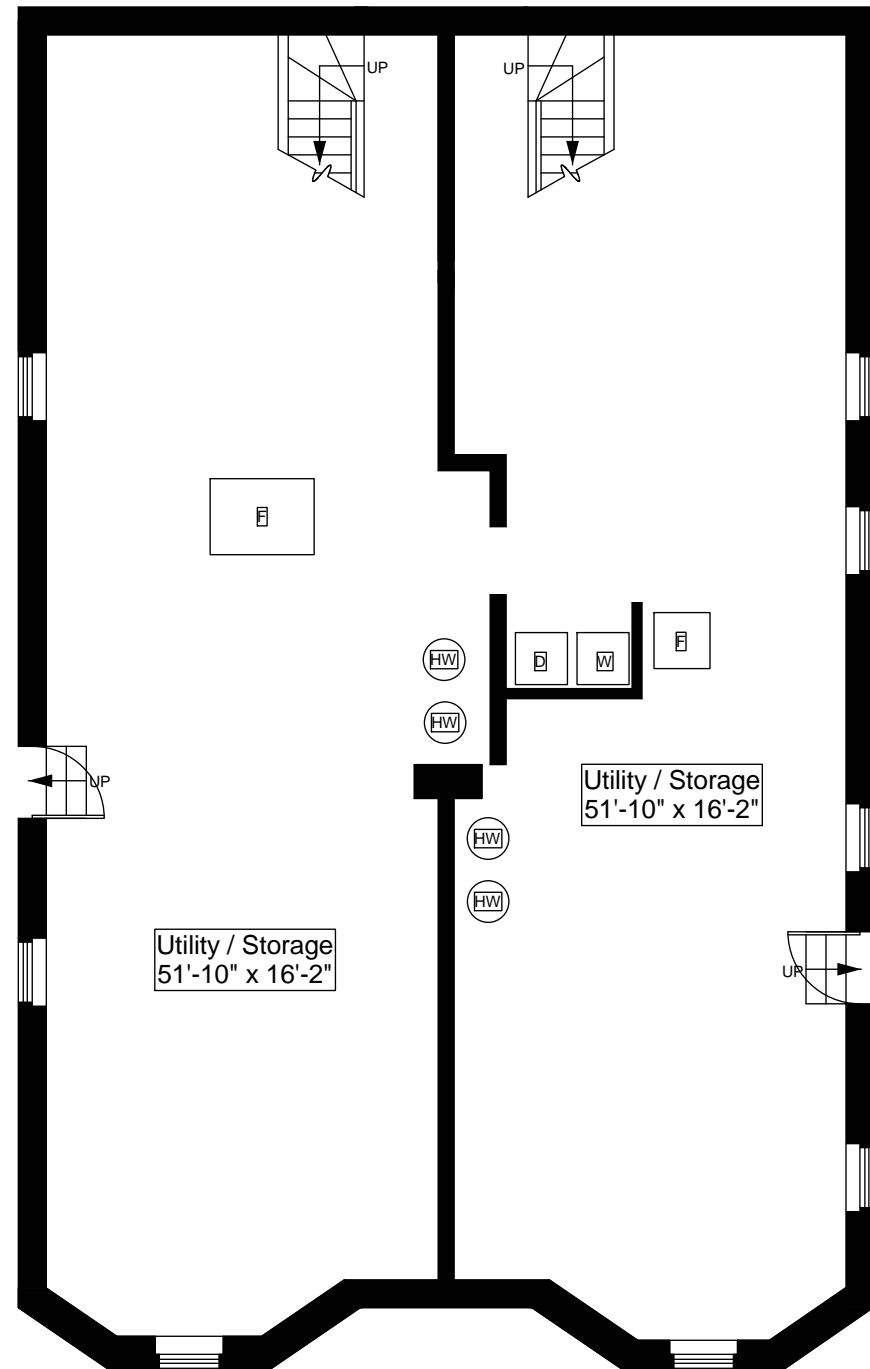 UP
UP
F
HW
D
W
F
HW
UP
Utility / Storage
51'-10" x 16'-2"
HW
HW
Utility / Storage
51'-10" x 16'-2"
UP